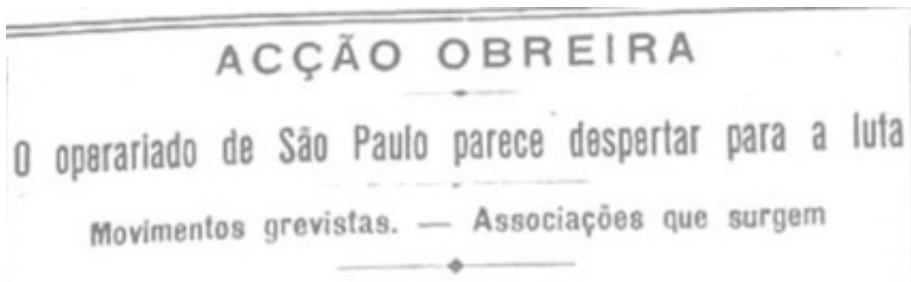 ACÇÃO OBREIRA
O operariado de São Paulo parece despertar para a luta
Movimentos grevistas. — Associações que surgem